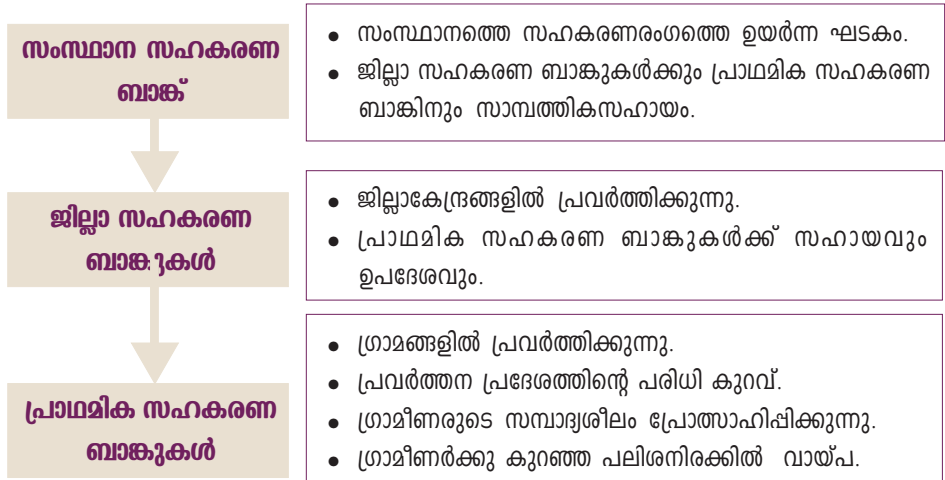 സംസ്ഥാന സഹകരണ
ബാങ്ക്
● സംസ്ഥാനത്തെ സഹകരണരംഗത്തെ ഉയർന്ന ഘടകം.
● ജില്ലാ സഹകരണ ബാങ്കുകൾക്കും പ്രാഥമിക സഹകരണ
ബാങ്കിനും സാമ്പത്തികസഹായം.
ജില്ലാ സഹകരണ
ബാങ്കുകൾ
● ജില്ലാകേന്ദ്രങ്ങളിൽ പ്രവർത്തിക്കുന്നു.
● പ്രാഥമിക സഹകരണ ബാങ്കുകൾക്ക് സഹായവും
ഉപദേശവും.
പ്രാഥമിക സഹകരണ
ബാങ്കുകൾ
● ഗ്രാമങ്ങളിൽ പ്രവർത്തിക്കുന്നു.
● പ്രവർത്തന പ്രദേശത്തിന്റെ പരിധി കുറവ്.
● ഗ്രാമീണരുടെ സമ്പാദ്യശീലം പ്രോത്സാഹിപ്പിക്കുന്നു.
● ഗ്രാമീണർക്കു കുറഞ്ഞ പലിശനിരക്കിൽ വായ്പ.